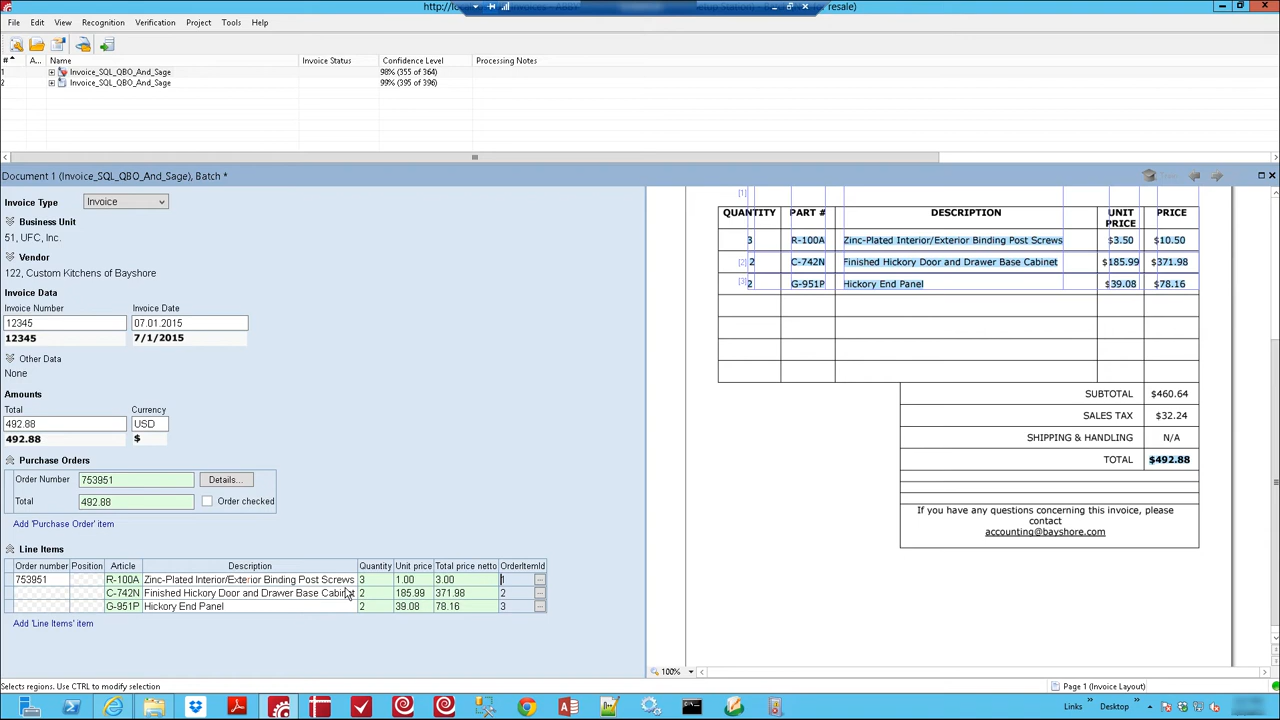 http://loca
etup Station)
for resale)
File Edit View Recognition Verification Project Tools Help
# A... Name Invoice Status Confidence Level Processing Notes
1 Invoice_SQL_QBO_And_Sage 98% (355 of 364)
2 Invoice_SQL_QBO_And_Sage 99% (395 of 396)
Document 1 (Invoice_SQL_QBO_And_Sage), Batch *
Invoice Type Invoice
Business Unit
51, UFC, Inc.
Vendor
122, Custom Kitchens of Bayshore
Invoice Data
Invoice Number Invoice Date
12345 07.01.2015
12345 7/1/2015
Other Data
None
Amounts
Total Currency
492.88 USD
492.88 $
Purchase Orders
Order Number 753951 Details...
Total 492.88 Order checked
Add 'Purchase Order' item
Line Items
Order number Position Article Description Quantity Unit price Total price netto OrderItemId
753951 R-100A Zinc-Plated Interior/Exterior Binding Post Screws 3 1.00 3.00 1 ...
C-742N Finished Hickory Door and Drawer Base Cabinet 2 185.99 371.98 2 ...
G-951P Hickory End Panel 2 39.08 78.16 3 ...
Add 'Line Items' item
[1]
QUANTITY PART # DESCRIPTION UNIT PRICE PRICE
3 R-100A Zinc-Plated Interior/Exterior Binding Post Screws $3.50 $10.50
[2] 2 C-742N Finished Hickory Door and Drawer Base Cabinet $185.99 $371.98
[3] 2 G-951P Hickory End Panel $39.08 $78.16
SUBTOTAL $460.64
SALES TAX $32.24
SHIPPING & HANDLING N/A
TOTAL $492.88
If you have any questions concerning this invoice, please
contact
accounting@bayshore.com
100%
Selects regions. Use CTRL to modify selection
Page 1 (Invoice Layout)
Links Desktop